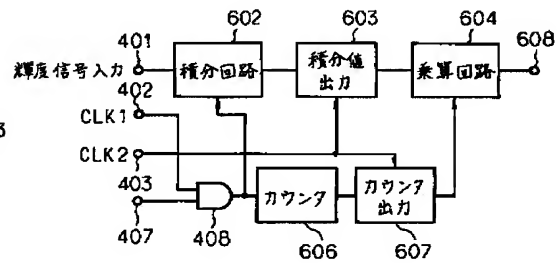 602
603
604
401
608
輝度信号入力
積分回路
積分値
出力
乗算回路
402
CLK1
3
CLK2
403
カウンタ
カウンタ
出力
407
408
606
607